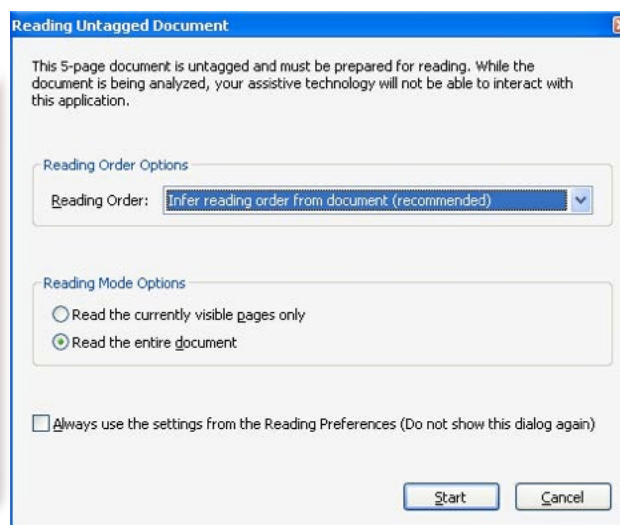 Reading Untagged Document
This 5-page document is untagged and must be prepared for reading. While the
document is being analyzed, your assistive technology will not be able to interact with
this application.
Reading Order Options
Reading Order: Infer reading order from document (recommended)
Reading Mode Options
Read the currently visible pages only
Read the entire document
Always use the settings from the Reading Preferences (Do not show this dialog again)
Start Cancel